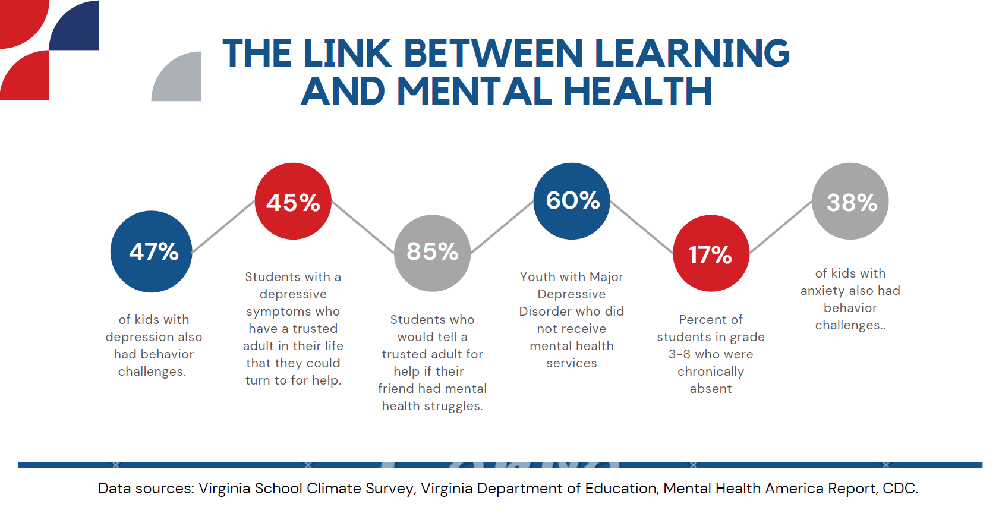 THE LINK BETWEEN LEARNING
AND MENTAL HEALTH
47%
of kids with
depression also
had behavior
challenges.
45%
Students with a
depressive
symptoms who
have a trusted
adult in their life
that they could
turn to for help.
85%
Students who
would tell a
trusted adult for
help if their
friend had mental
health struggles.
60%
Youth with Major
Depressive
Disorder who did
not receive
mental health
services
17%
Percent of
students in grade
3-8 who were
chronically
absent
38%
of kids with
anxiety also had
behavior
challenges..
Data sources: Virginia School Climate Survey, Virginia Department of Education, Mental Health America Report, CDC.